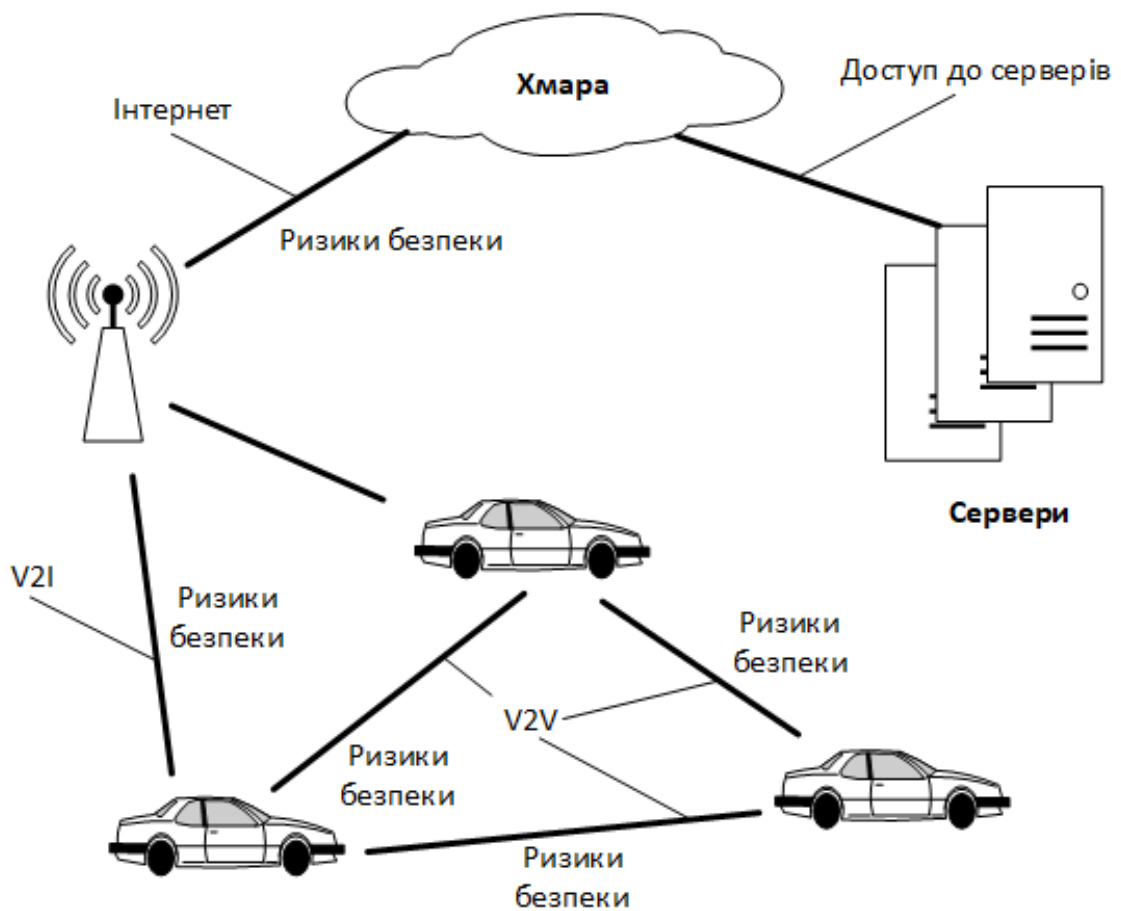 Хмара
Доступ до серверів
Інтернет
Ризики безпеки
Сервери
V2I
Ризики
безпеки
Ризики
безпеки
V2V
Ризики
безпеки
Ризики
безпеки